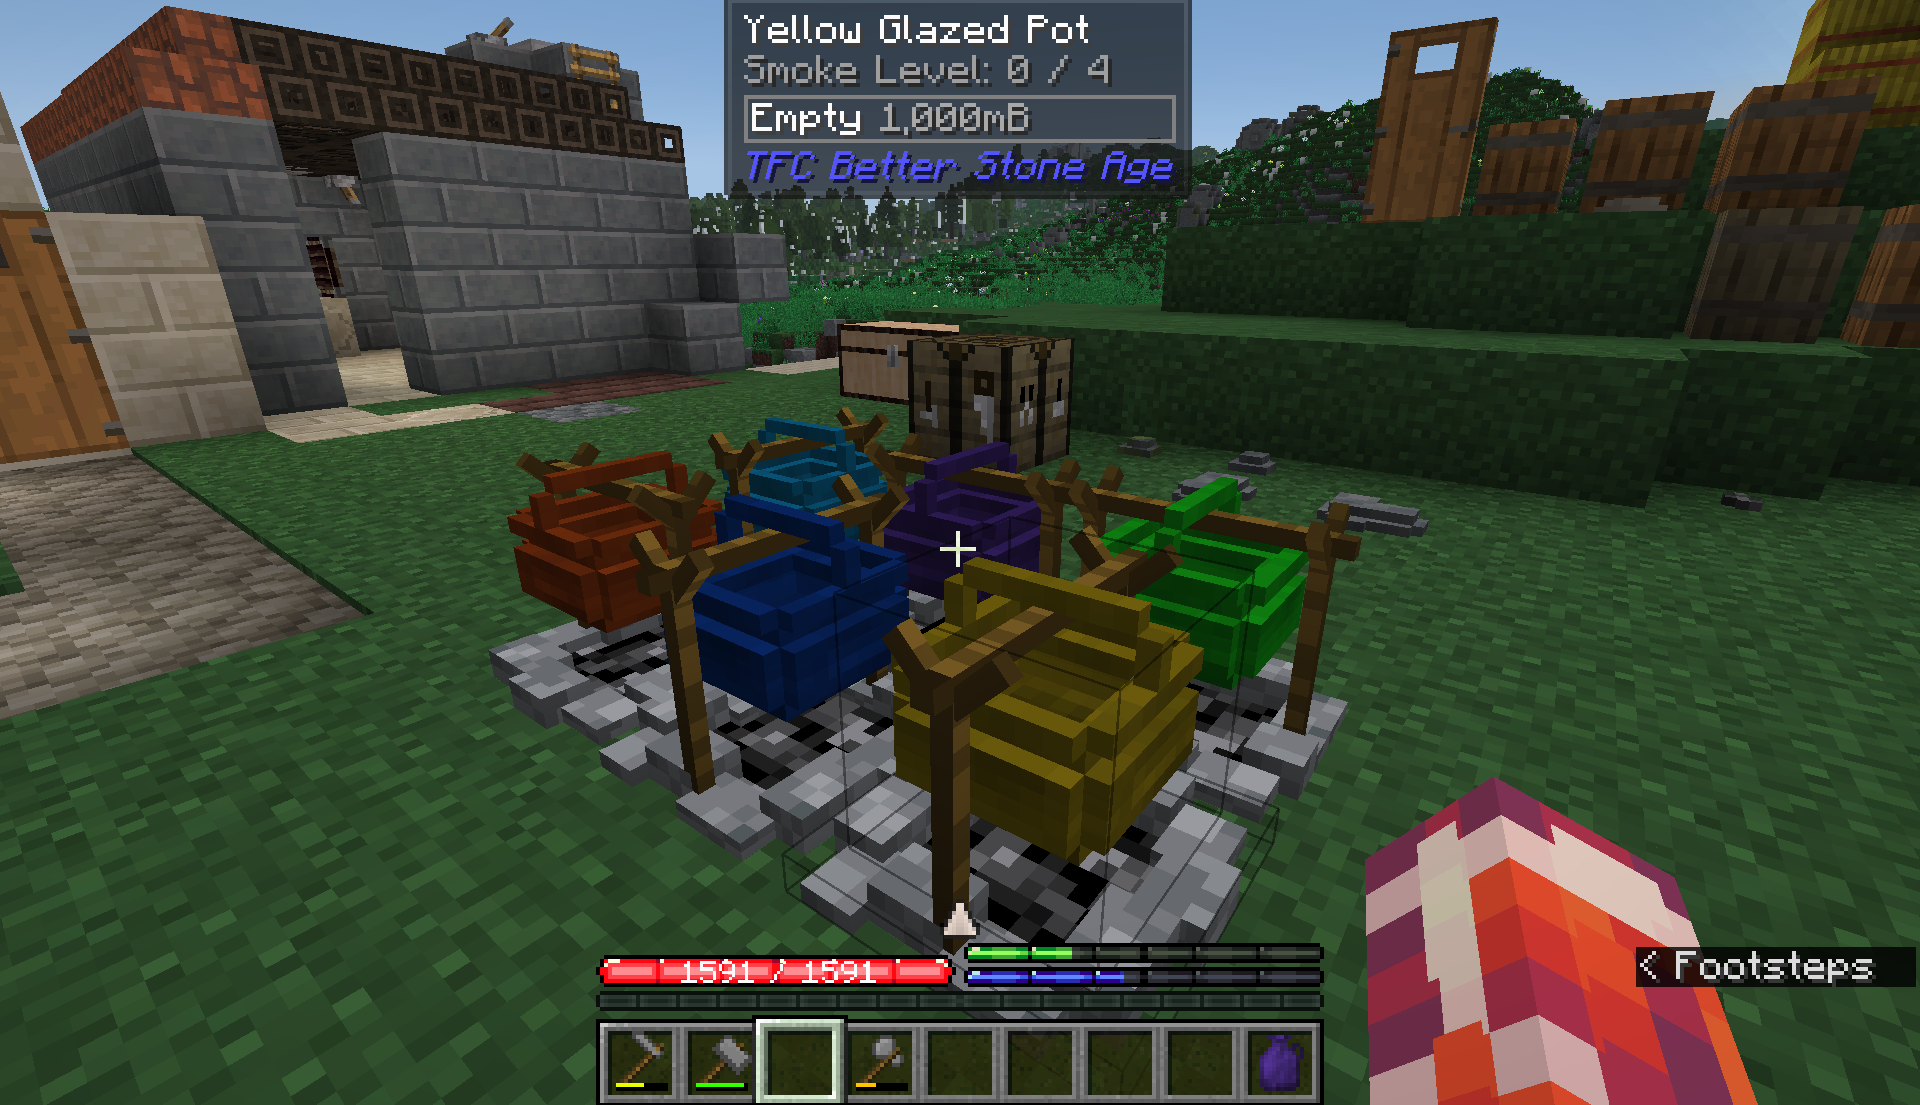 Yellow Glazed Pot
Smoke Level: 0 / 4
Empty 1,000mB
TFC Better Stone Age
< Footsteps
1591 / 1591